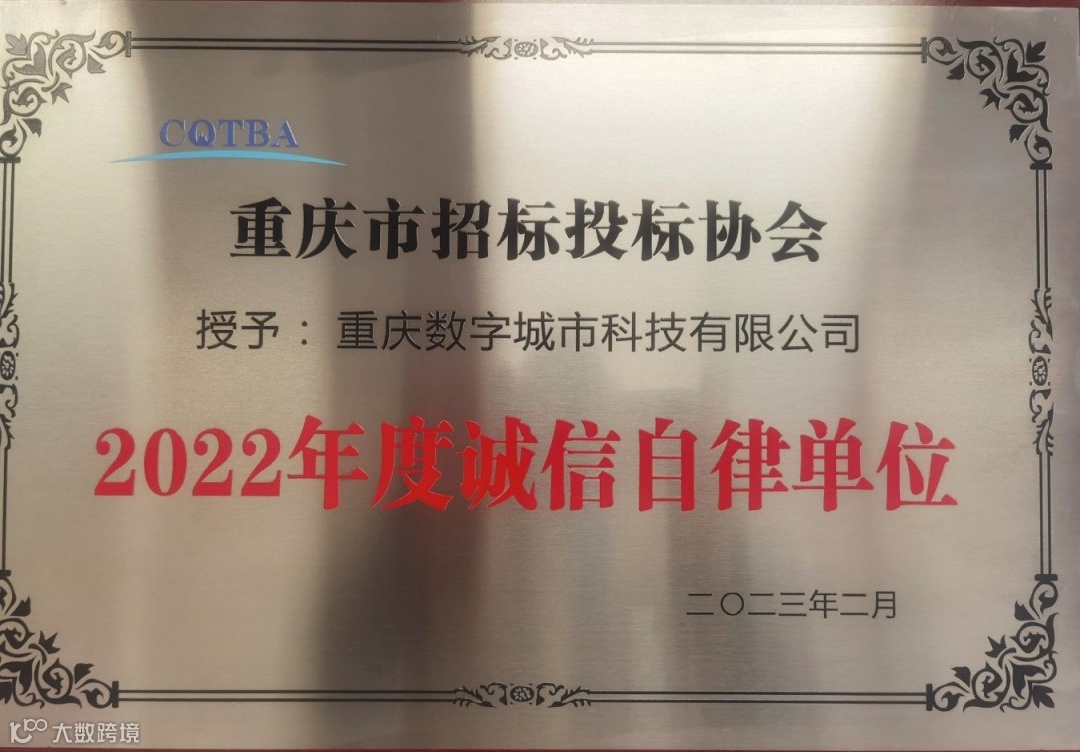 CQTBA
重庆市招标投标协会
授予：重庆数字城市科技有限公司
2022年度诚信自律单位
二〇二三年二月
大数跨境